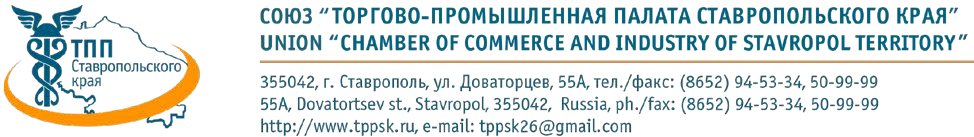 ТПП
Ставропольского
края
СОЮЗ “ТОРГОВО-ПРОМЫШЛЕННАЯ ПАЛАТА СТАВРОПОЛЬСКОГО КРАЯ”
UNION “CHAMBER OF COMMERCE AND INDUSTRY OF STAVROPOL TERRITORY”
355042, г. Ставрополь, ул. Доваторцев, 55А, тел./факс: (8652) 94-53-34, 50-99-99
55A, Dovatortsev st., Stavropol, 355042, Russia, ph./fax: (8652) 94-53-34, 50-99-99
http://www.tppsk.ru, e-mail: tppsk26@gmail.com